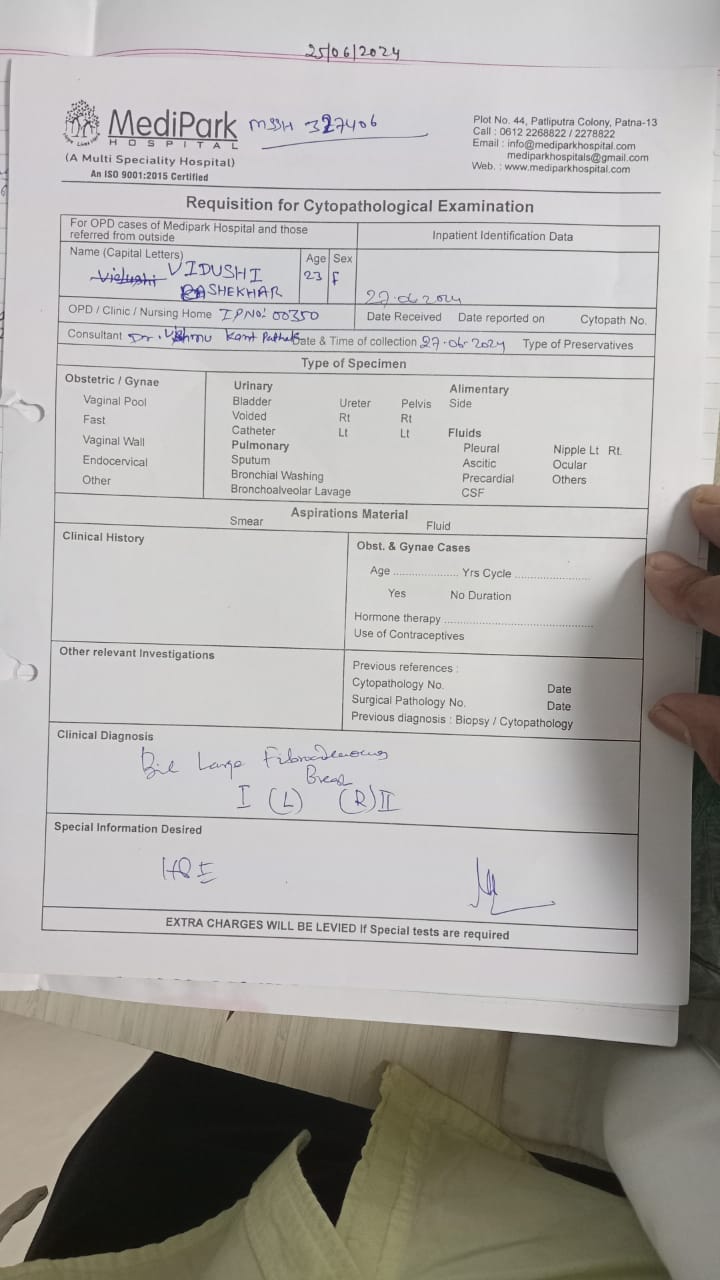 25/06/2024
MediPark
HOSPITAL
MSSH 327406
(A Multi Speciality Hospital)
An ISO 9001:2015 Certified
Plot No. 44, Patliputra Colony, Patna-13
Call : 0612 2268822 / 2278822
Email : info@mediparkhospital.com
mediparkhospitals@gmail.com
Web. : www.mediparkhospital.com
Requisition for Cytopathological Examination
For OPD cases of Medipark Hospital and those
referred from outside
Inpatient Identification Data
Name (Capital Letters) VIDUSHI
RASHEKHAR
Age Sex
23 F
27.06.2024
OPD / Clinic / Nursing Home IPNO: 00350
Date Received Date reported on Cytopath No.
Consultant Dr. Kant Pathak Date & Time of collection 27.06.2024 Type of Preservatives
Type of Specimen
Obstetric / Gynae
Vaginal Pool
Fast
Vaginal Wall
Endocervical
Other
Urinary
Bladder Ureter Pelvis
Voided Rt Rt
Catheter Lt Lt
Pulmonary
Sputum
Bronchial Washing
Bronchoalveolar Lavage
Alimentary
Side
Fluids
Pleural Nipple Lt Rt.
Ascitic Ocular
Precardial Others
CSF
Aspirations Material
Smear Fluid
Clinical History
Obst. & Gynae Cases
Age .................... Yrs Cycle ........................
Yes No Duration
Hormone therapy ................................................
Use of Contraceptives
Other relevant Investigations
Previous references :
Cytopathology No. Date
Surgical Pathology No. Date
Previous diagnosis : Biopsy / Cytopathology
Clinical Diagnosis
Large
Breast
I (L) (R) II
Special Information Desired
HPE
EXTRA CHARGES WILL BE LEVIED If Special tests are required